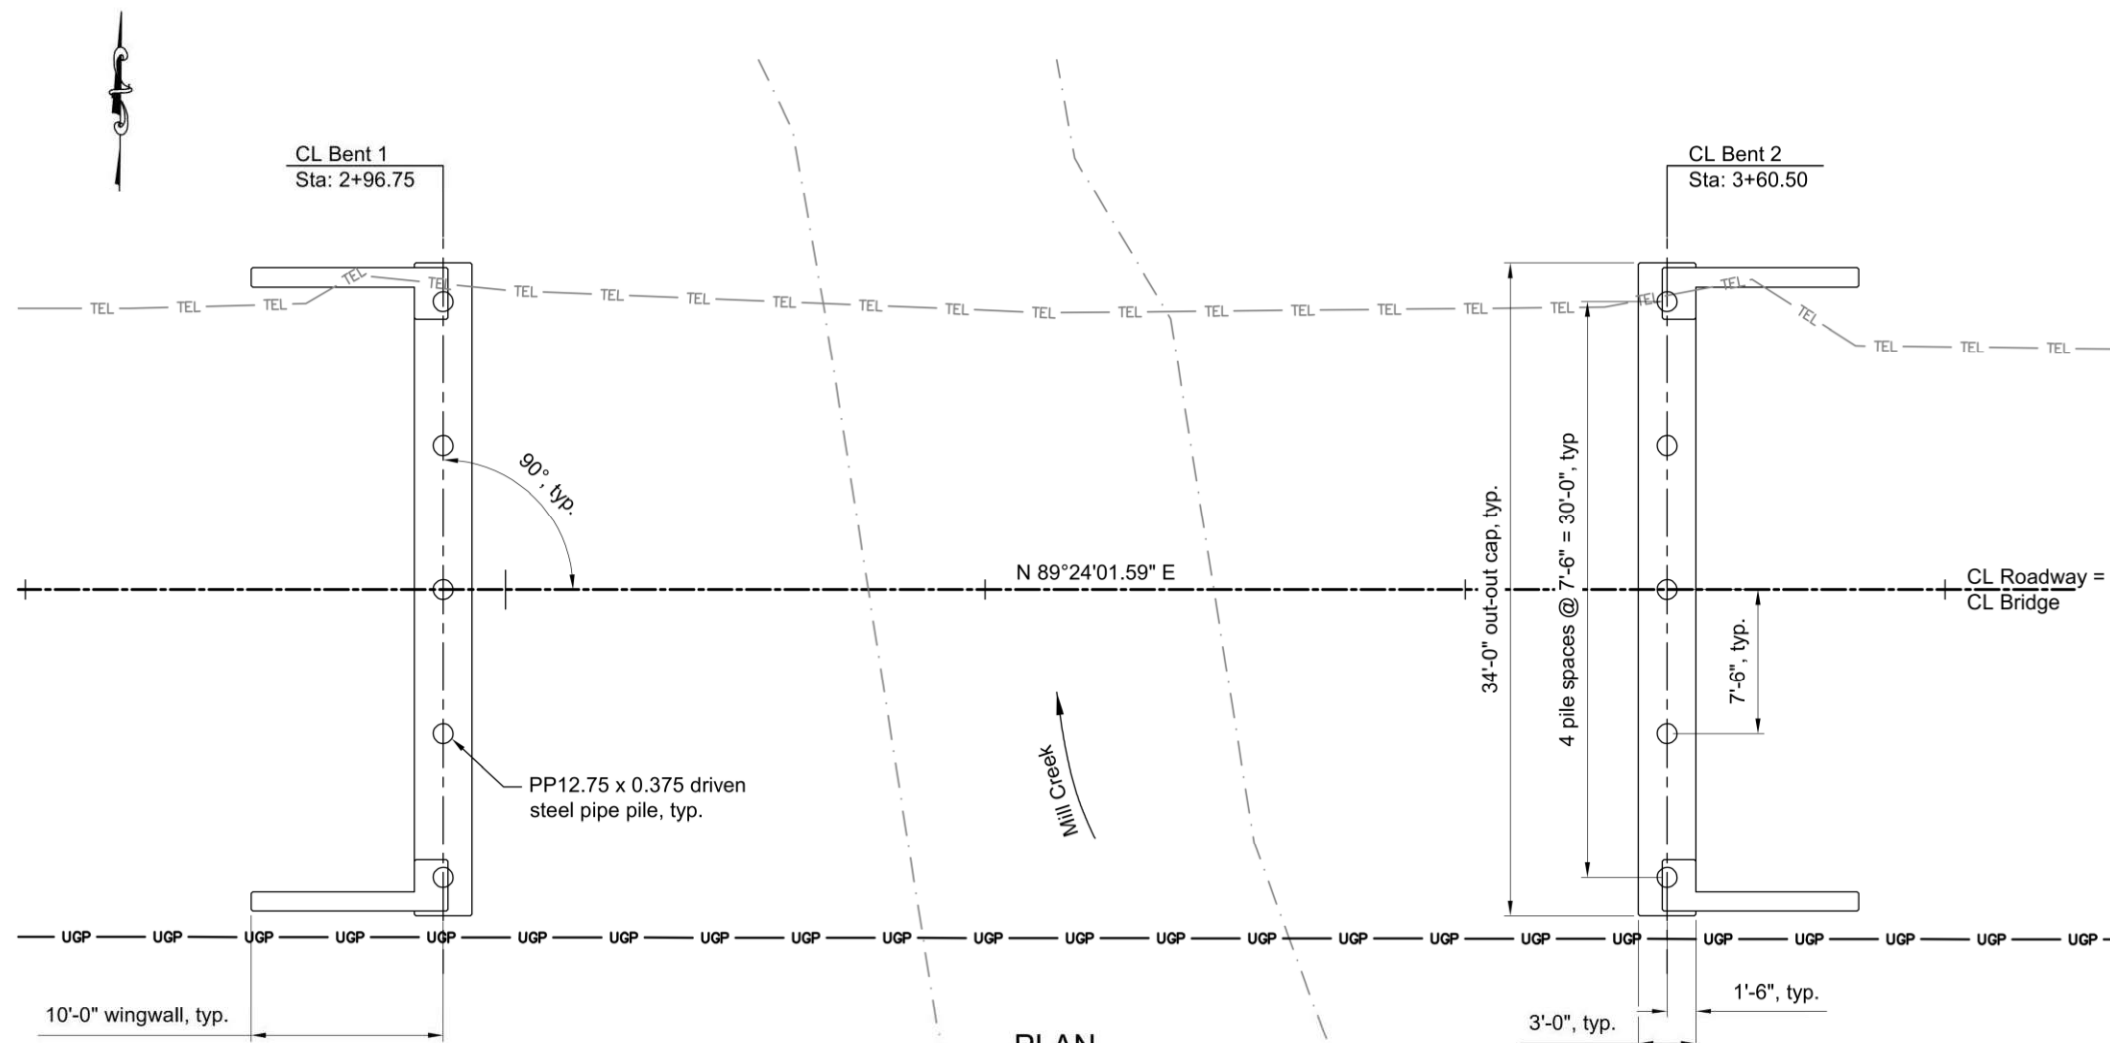 CL Bent 1
Sta: 2+96.75
CL Bent 2
Sta: 3+60.50
TEL TEL TEL TEL TEL TEL TEL TEL TEL TEL TEL TEL TEL TEL TEL TEL TEL TEL TEL TEL TEL TEL TEL TEL
90°, typ.
N 89°24'01.59" E
CL Roadway =
CL Bridge
34'-0" out-out cap, typ.
4 pile spaces @ 7'-6" = 30'-0", typ
7'-6", typ.
PP12.75 x 0.375 driven
steel pipe pile, typ.
Mill Creek
UGP UGP UGP UGP UGP UGP UGP UGP UGP UGP UGP UGP UGP UGP UGP UGP UGP UGP UGP UGP UGP UGP UGP
10'-0" wingwall, typ.
1'-6", typ.
3'-0", typ.
PLAN